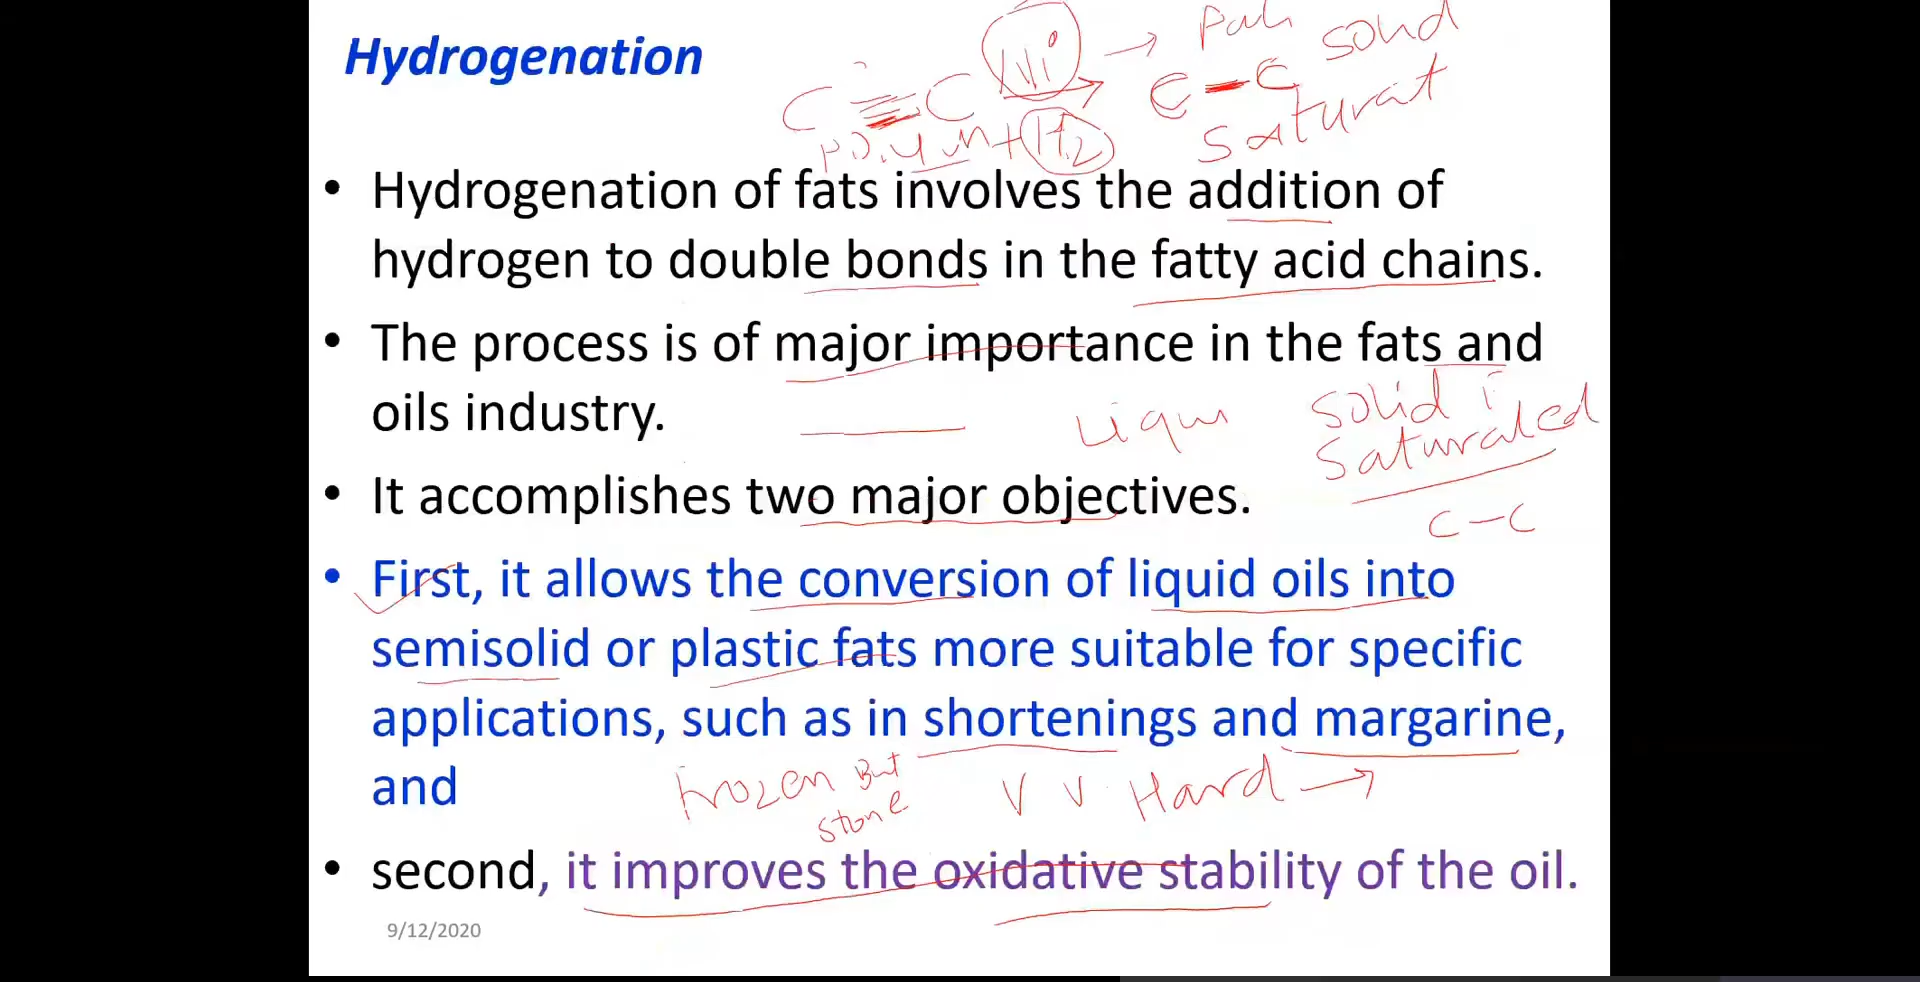 Hydrogenation
C C Ni → C - C Solid
+ H2 Saturat
• Hydrogenation of fats involves the addition of
hydrogen to double bonds in the fatty acid chains.
• The process is of major importance in the fats and
oils industry.
Liqui Solid
Saturated
• It accomplishes two major objectives.
C - C
• First, it allows the conversion of liquid oils into
semisolid or plastic fats more suitable for specific
applications, such as in shortenings and margarine,
and
Frozen But V V Hard →
stone
• second, it improves the oxidative stability of the oil.
9/12/2020